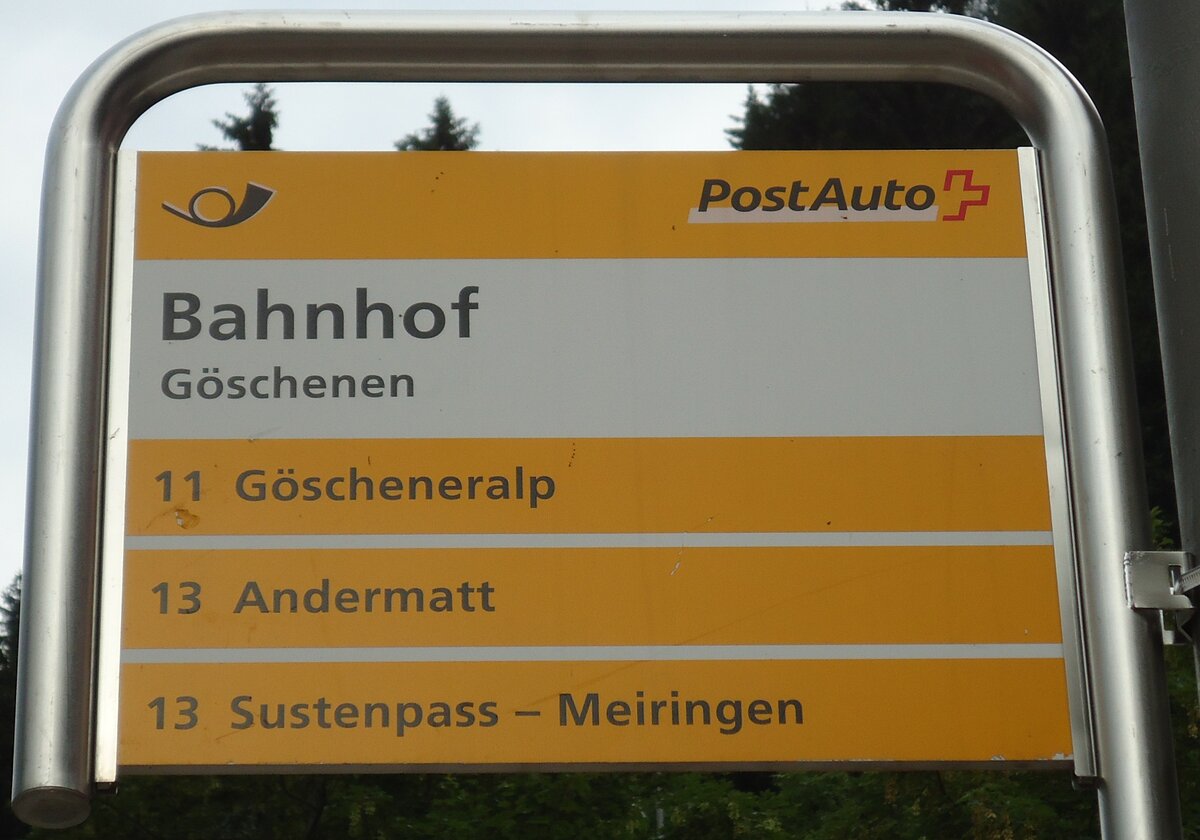 PostAuto
Bahnhof
Göschenen
11 Göscheneralp
13 Andermatt
13 Sustenpass – Meiringen